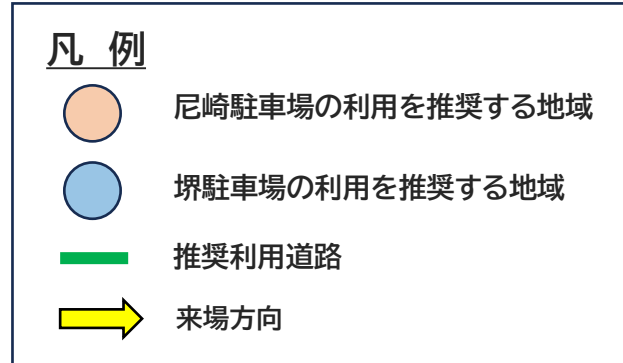 凡 例
尼崎駐車場の利用を推奨する地域
堺駐車場の利用を推奨する地域
推奨利用道路
来場方向